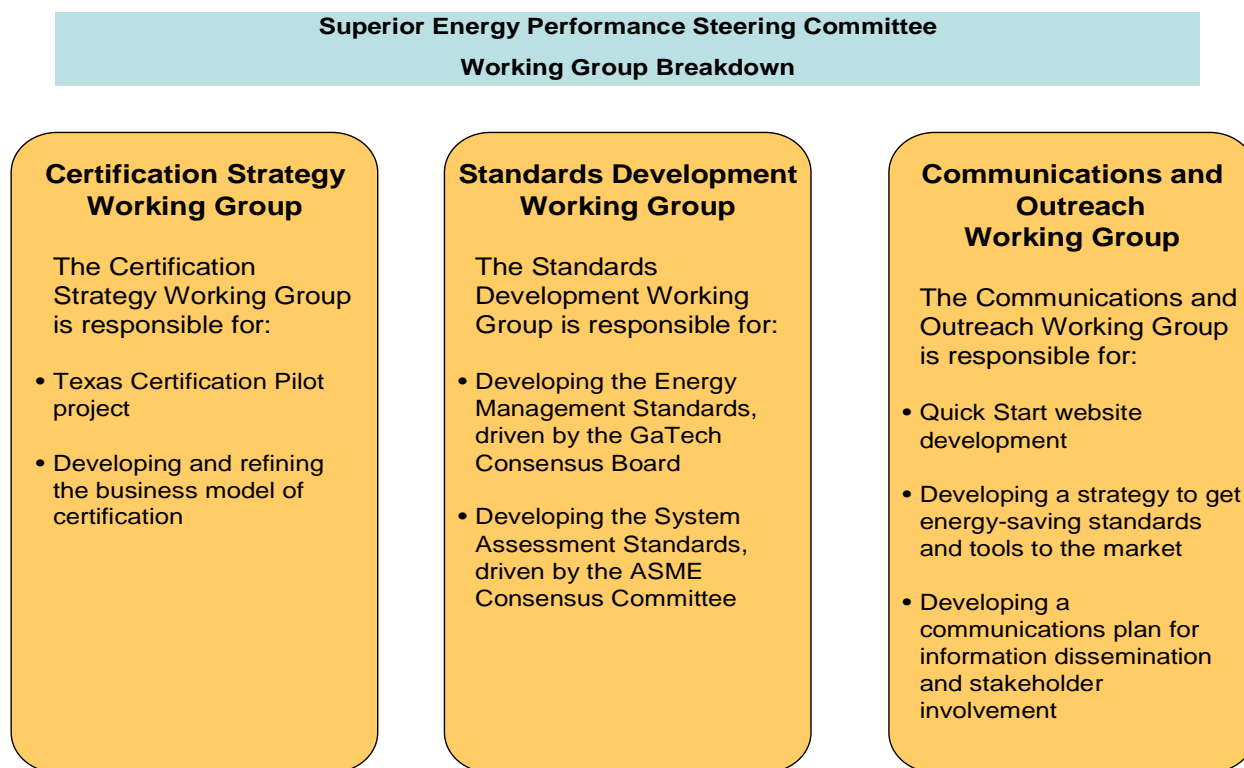 Superior Energy Performance Steering Committee
Working Group Breakdown
Certification Strategy
Working Group
The Certification
Strategy Working Group
is responsible for:
• Texas Certification Pilot
project
• Developing and refining
the business model of
certification
Standards Development
Working Group
The Standards
Development Working
Group is responsible for:
• Developing the Energy
Management Standards,
driven by the GaTech
Consensus Board
• Developing the System
Assessment Standards,
driven by the ASME
Consensus Committee
Communications and
Outreach
Working Group
The Communications and
Outreach Working Group
is responsible for:
• Quick Start website
development
• Developing a strategy to get
energy-saving standards
and tools to the market
• Developing a
communications plan for
information dissemination
and stakeholder
involvement